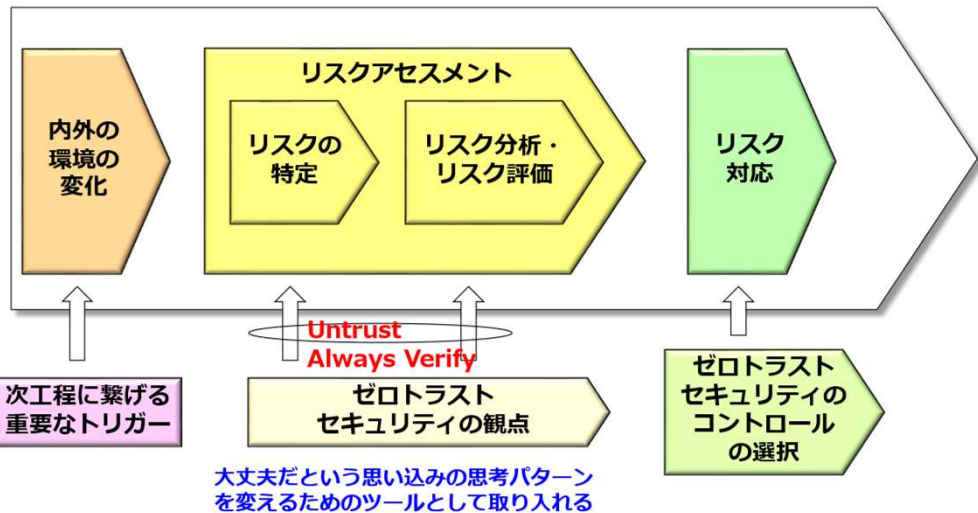 内外の
環境の
変化
リスクアセスメント
リスクの
特定
リスク分析・
リスク評価
リスク
対応
Untrust
Always Verify
次工程に繋げる
重要なトリガー
ゼロトラスト
セキュリティの観点
ゼロトラスト
セキュリティの
コントロール
の選択
大丈夫だという思い込みの思考パターン
を変えるためのツールとして取り入れる